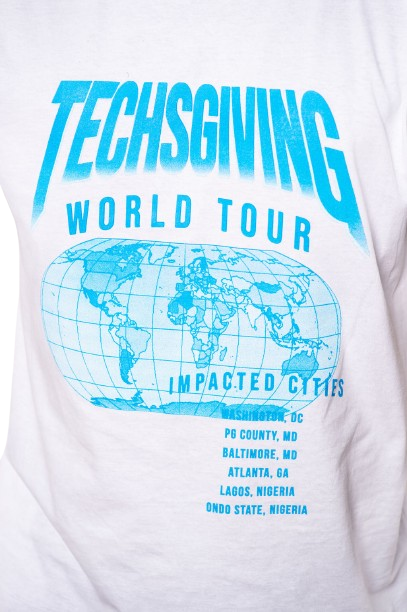 TECHSGIVING
WORLD TOUR
IMPACTED CITIES
WASHINGTON, DC
PG COUNTY, MD
BALTIMORE, MD
ATLANTA, GA
LAGOS, NIGERIA
ONDO STATE, NIGERIA